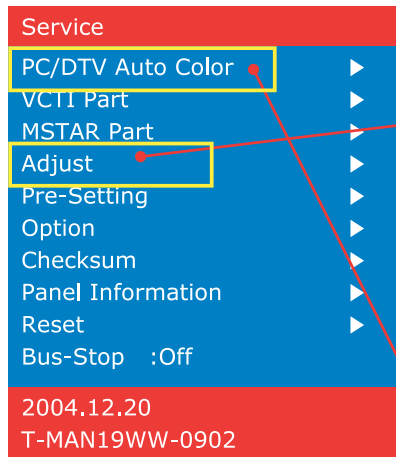 Service
PC/DTV Auto Color
VCTI Part
MSTAR Part
Adjust
Pre-Setting
Option
Checksum
Panel Information
Reset
Bus-Stop :Off
2004.12.20
T-MAN19WW-0902